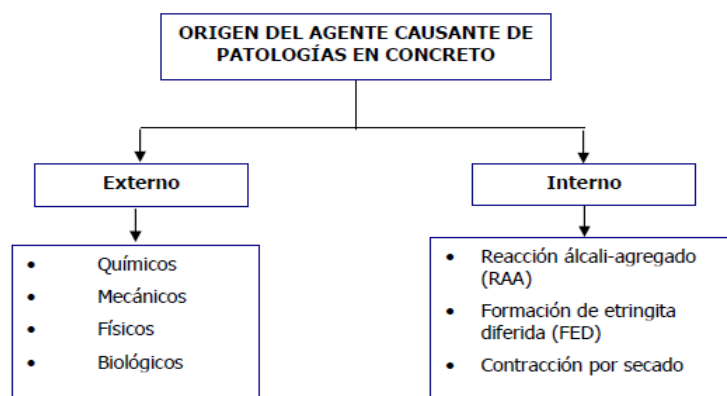 ORIGEN DEL AGENTE CAUSANTE DE
PATOLOGÍAS EN CONCRETO
Externo
Interno
• Químicos
• Mecánicos
• Físicos
• Biológicos
• Reacción álcali-agregado
(RAA)
• Formación de etringita
diferida (FED)
• Contracción por secado